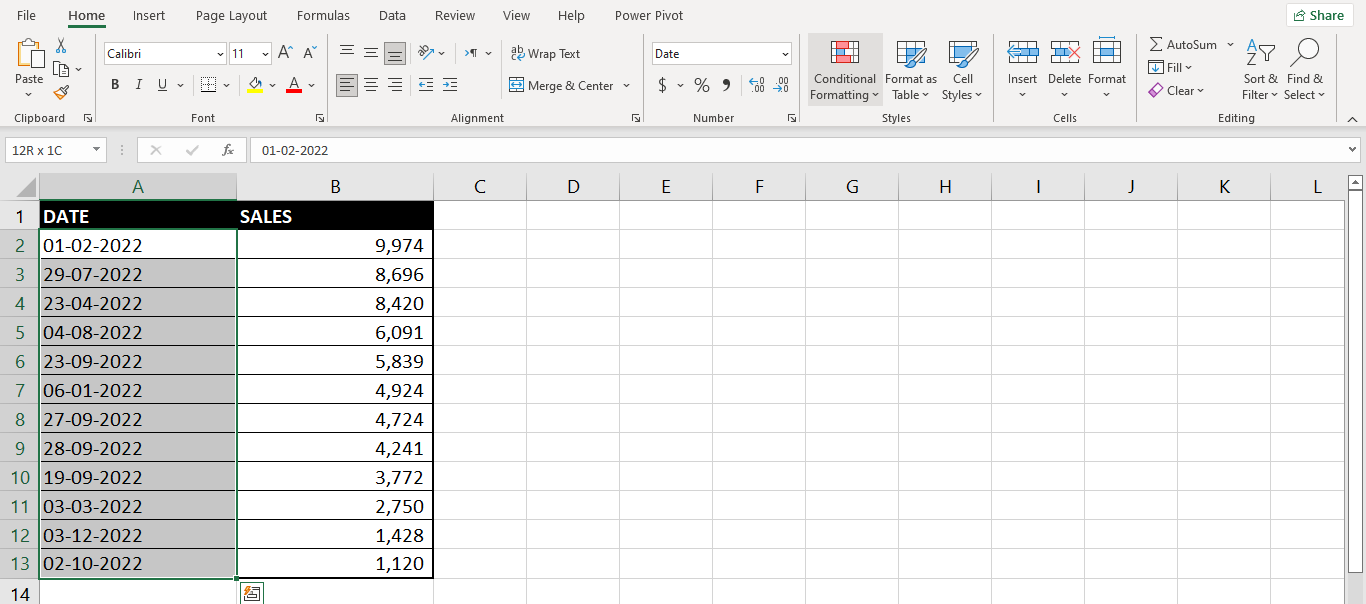 File Home Insert Page Layout Formulas Data Review View Help Power Pivot Share
Calibri 11 A A ab Wrap Text Date AutoSum
Paste B I U A Merge & Center $ % Conditional Formatting Format as Table Cell Styles Insert Delete Format Fill Sort & Filter Find & Select
Clear
Clipboard Font Alignment Number Styles Cells Editing
12R x 1C fx 01-02-2022
A B C D E F G H I J K L
1 DATE SALES
2 01-02-2022 9,974
3 29-07-2022 8,696
4 23-04-2022 8,420
5 04-08-2022 6,091
6 23-09-2022 5,839
7 06-01-2022 4,924
8 27-09-2022 4,724
9 28-09-2022 4,241
10 19-09-2022 3,772
11 03-03-2022 2,750
12 03-12-2022 1,428
13 02-10-2022 1,120
14